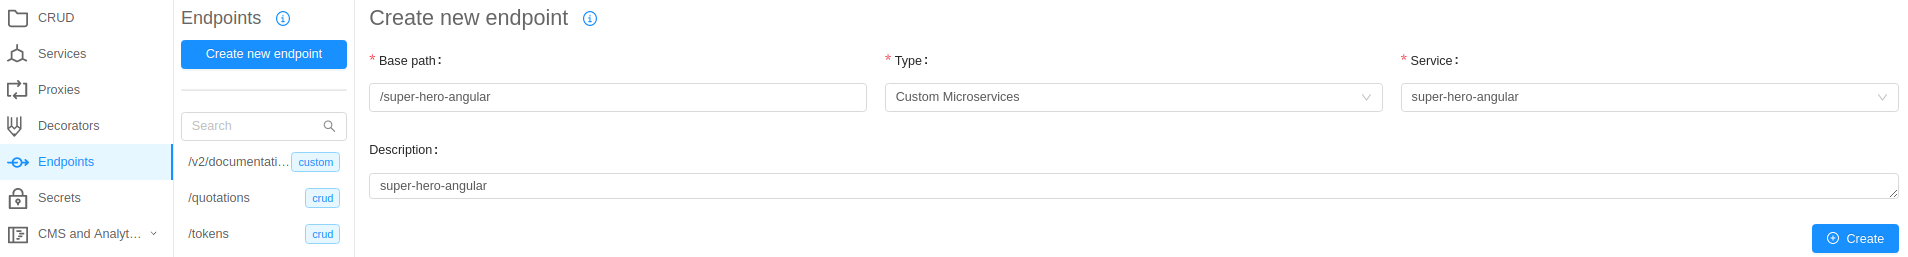 CRUD
Services
Proxies
Decorators
Endpoints
Secrets
CMS and Analyt...
Endpoints
Create new endpoint
Search
/v2/documentati... custom
/quotations crud
/tokens crud
Create new endpoint
* Base path:
/super-hero-angular
* Type:
Custom Microservices
* Service:
super-hero-angular
Description:
super-hero-angular
Create